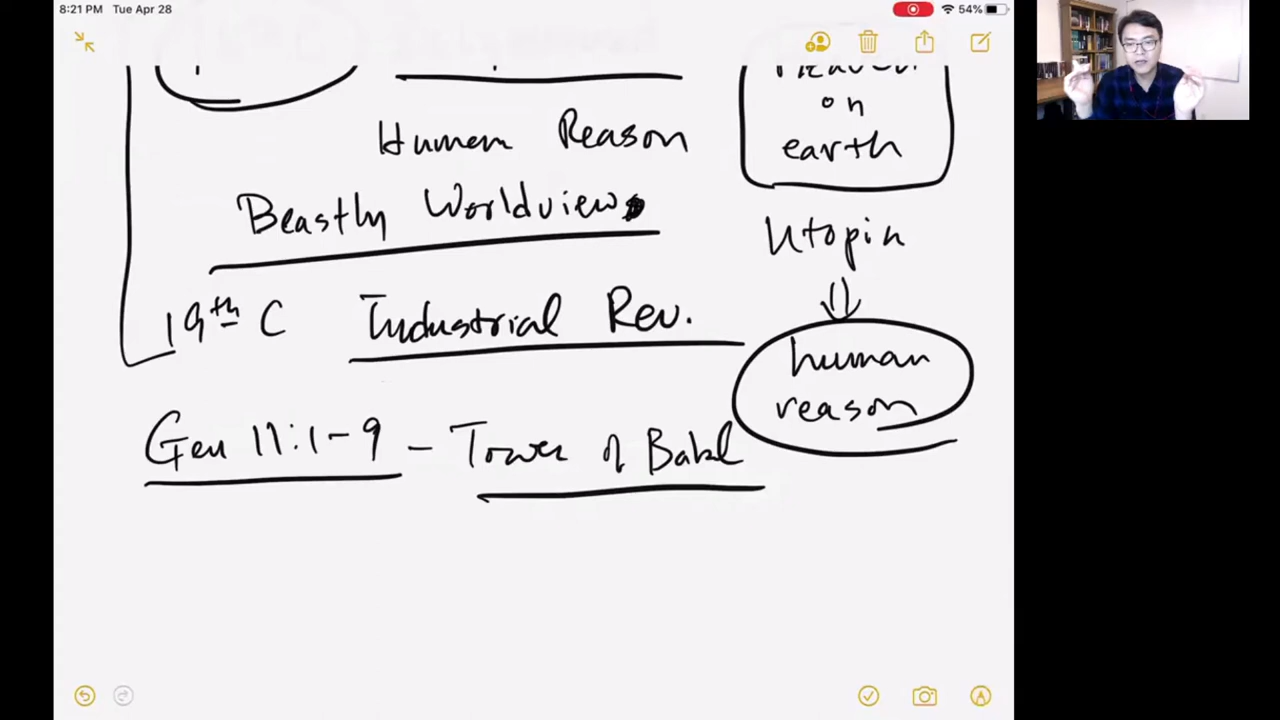 8:21 PM Tue Apr 28
54%
on
earth
Human Reason
Beastly Worldview
Utopia
19th C Industrial Rev.
human
reason
Gen 11:1-9 - Tower of Babel